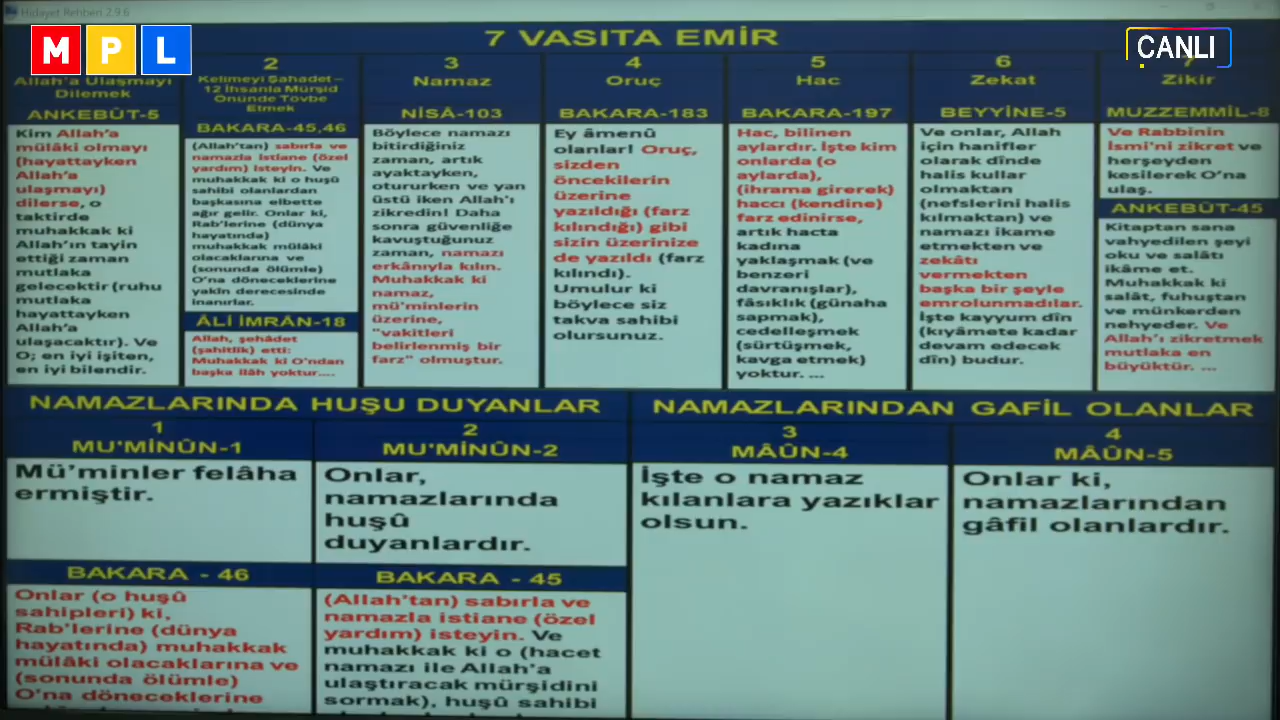 Hidayet Rehberi 2.9.6
MPL
CANLI
7 VASITA EMİR
Allah'a Ulaşmayı
Dilemek
ANKEBÛT-5
Kim Allah'a
mülâki olmayı
(hayattayken
Allah'a
ulaşmayı)
dilerse, o
taktirde
muhakkak ki
Allah'ın tayin
ettiği zaman
mutlaka
gelecektir (ruhu
mutlaka
hayattayken
Allah'a
ulaşacaktır). Ve
O; en iyi işiten,
en iyi bilendir.
2
Kelimeyi Şahadet –
12 İhsanla Mürşid
Önünde Tövbe
Etmek
BAKARA-45,46
(Allah'tan) sabırla ve
namazla istiane (özel
yardım) isteyin. Ve
muhakkak ki o huşû
sahibi olanlardan
başkasına elbette
ağır gelir. Onlar ki,
Rab'lerine (dünya
hayatında)
muhakkak mülâki
olacaklarına ve
(sonunda ölümle)
O'na döneceklerine
yakîn derecesinde
inanırlar.
ÂLİ İMRÂN-18
Allah, şehâdet
(şahitlik) etti:
Muhakkak ki O'ndan
başka ilâh yoktur....
3
Namaz
NİSÂ-103
Böylece namazı
bitirdiğiniz
zaman, artık
ayaktayken,
otururken ve yan
üstü iken Allah'ı
zikredin! Daha
sonra güvenliğe
kavuştuğunuz
zaman, namazı
erkânıyla kılın.
Muhakkak ki
namaz,
mü'minlerin
üzerine,
"vakitleri
belirlenmiş bir
farz" olmuştur.
4
Oruç
BAKARA-183
Ey âmenû
olanlar! Oruç,
sizden
öncekilerin
üzerine
yazıldığı (farz
kılındığı) gibi
sizin üzerinize
de yazıldı (farz
kılındı).
Umulur ki
böylece siz
takva sahibi
olursunuz.
5
Hac
BAKARA-197
Hac, bilinen
aylardır. İşte kim
onlarda (o
aylarda),
(ihrama girerek)
haccı (kendine)
farz edinirse,
artık hacta
kadına
yaklaşmak (ve
benzeri
davranışlar),
fâsıklık (günaha
sapmak),
cedelleşmek
(sürtüşmek,
kavga etmek)
yoktur. ...
6
Zekat
BEYYİNE-5
Ve onlar, Allah
için hanifler
olarak dînde
halis kullar
olmaktan
(nefslerini halis
kılmaktan) ve
namazı ikame
etmekten ve
zekâtı
vermekten
başka bir şeyle
emrolunmadılar.
İşte kayyum dîn
(kıyâmete kadar
devam edecek
dîn) budur.
7
Zikir
MUZZEMMİL-8
Ve Rabbinin
İsmi'ni zikret ve
herşeyden
kesilerek O'na
ulaş.
ANKEBÛT-45
Kitaptan sana
vahyedilen şeyi
oku ve salâtı
ikâme et.
Muhakkak ki
salât, fuhuştan
ve münkerden
nehyeder. Ve
Allah'ı zikretmek
mutlaka en
büyüktür. ...
NAMAZLARINDA HUŞU DUYANLAR
1
MU'MİNÛN-1
Mü'minler felâha
ermiştir.
BAKARA - 46
Onlar (o huşû
sahipleri) ki,
Rab'lerine (dünya
hayatında) muhakkak
mülâki olacaklarına ve
(sonunda ölümle)
O'na döneceklerine
2
MU'MİNÛN-2
Onlar,
namazlarında
huşû
duyanlardır.
BAKARA - 45
(Allah'tan) sabırla ve
namazla istiane (özel
yardım) isteyin. Ve
muhakkak ki o (hacet
namazı ile Allah'a
ulaştıracak mürşidini
sormak), huşû sahibi
NAMAZLARINDAN GAFİL OLANLAR
3
MÂÛN-4
İşte o namaz
kılanlara yazıklar
olsun.
4
MÂÛN-5
Onlar ki,
namazlarından
gâfil olanlardır.